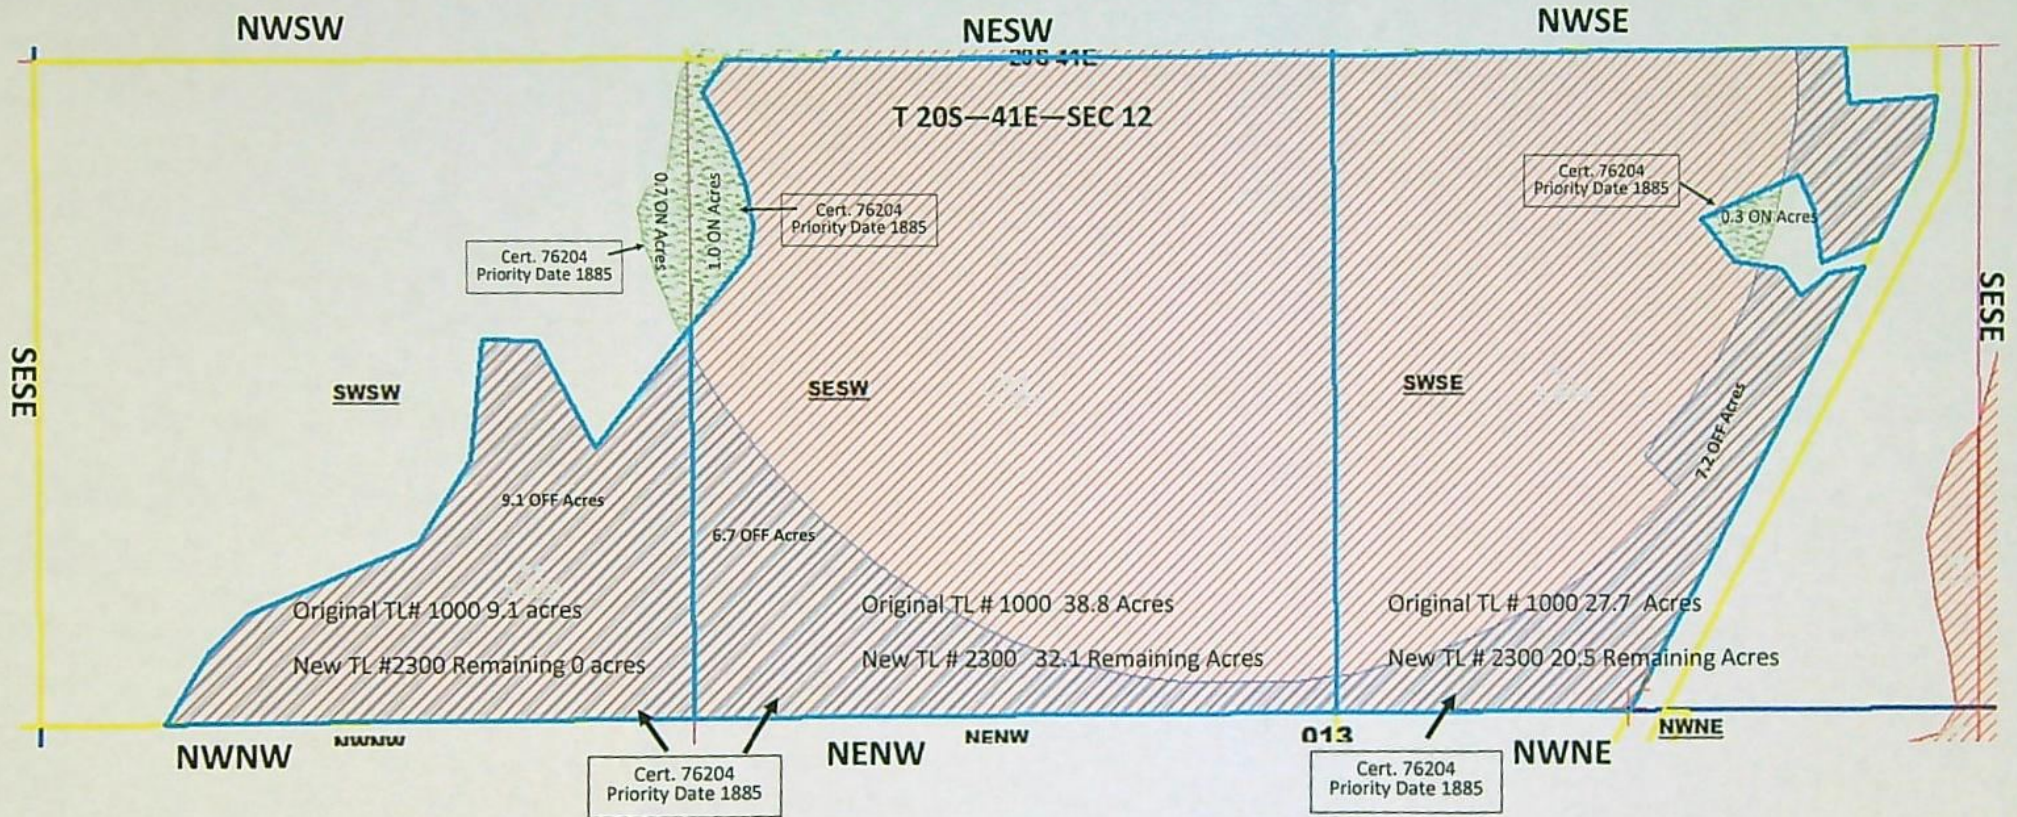 NWSW
NESW
NWSE
20S 41E
T 20S—41E—SEC 12
Cert. 76204
Priority Date 1885
0.3 ON Acres
0.7 ON Acres
1.0 ON Acres
Cert. 76204
Priority Date 1885
Cert. 76204
Priority Date 1885
SESE
SWSW
SESW
SWSE
SESE
7.2 OFF Acres
9.1 OFF Acres
6.7 OFF Acres
Original TL# 1000 9.1 acres
New TL #2300 Remaining 0 acres
Original TL # 1000 38.8 Acres
New TL # 2300 32.1 Remaining Acres
Original TL # 1000 27.7 Acres
New TL # 2300 20.5 Remaining Acres
NWNW
NWNW
NENW
NENW
013
NWNE
NWNE
Cert. 76204
Priority Date 1885
Cert. 76204
Priority Date 1885